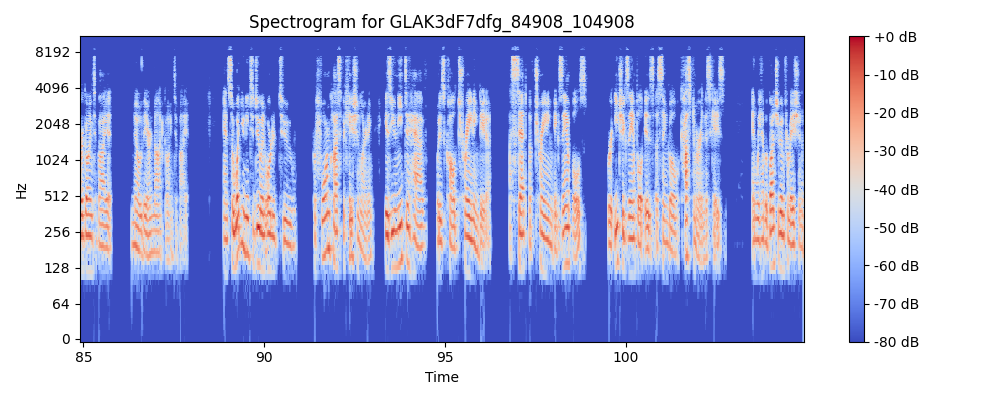 Spectrogram for GLAK3dF7dfg_84908_104908
Hz
8192
4096
2048
1024
512
256
128
64
0
85
90
95
100
Time
+0 dB
-10 dB
-20 dB
-30 dB
-40 dB
-50 dB
-60 dB
-70 dB
-80 dB